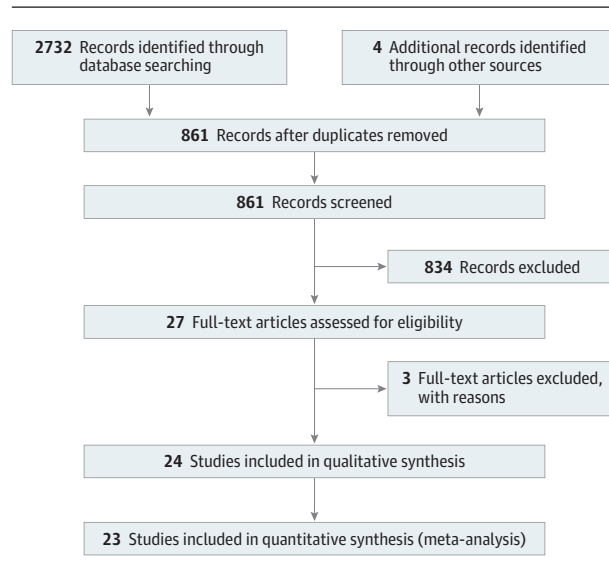 2732 Records identified through
database searching
4 Additional records identified
through other sources
861 Records after duplicates removed
861 Records screened
834 Records excluded
27 Full-text articles assessed for eligibility
3 Full-text articles excluded,
with reasons
24 Studies included in qualitative synthesis
23 Studies included in quantitative synthesis (meta-analysis)